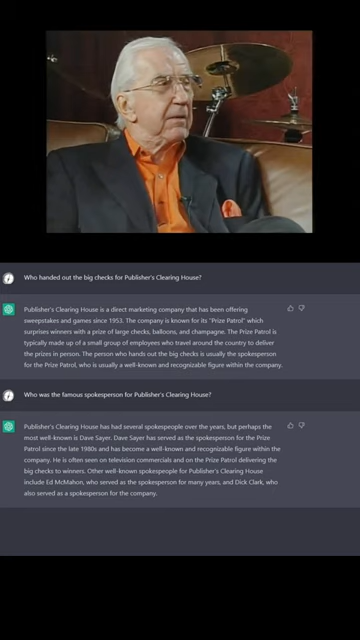 Who handed out the big checks for Publisher's Clearing House?
Publisher's Clearing House is a direct marketing company that has been offering
sweepstakes and games since 1953. The company is known for its "Prize Patrol" which
surprises winners with a prize of large checks, balloons, and champagne. The Prize Patrol is
typically made up of a small group of employees who travel around the country to deliver
the prizes in person. The person who hands out the big checks is usually the spokesperson
for the Prize Patrol, who is usually a well-known and recognizable figure within the company.
Who was the famous spokesperson for Publisher's Clearing House?
Publisher's Clearing House has had several spokespeople over the years, but perhaps the
most well-known is Dave Sayer. Dave Sayer has served as the spokesperson for the Prize
Patrol since the late 1980s and has become a well-known and recognizable figure within the
company. He is often seen on television commercials and on the Prize Patrol delivering the
big checks to winners. Other well-known spokespeople for Publisher's Clearing House
include Ed McMahon, who served as the spokesperson for many years, and Dick Clark, who
also served as a spokesperson for the company.